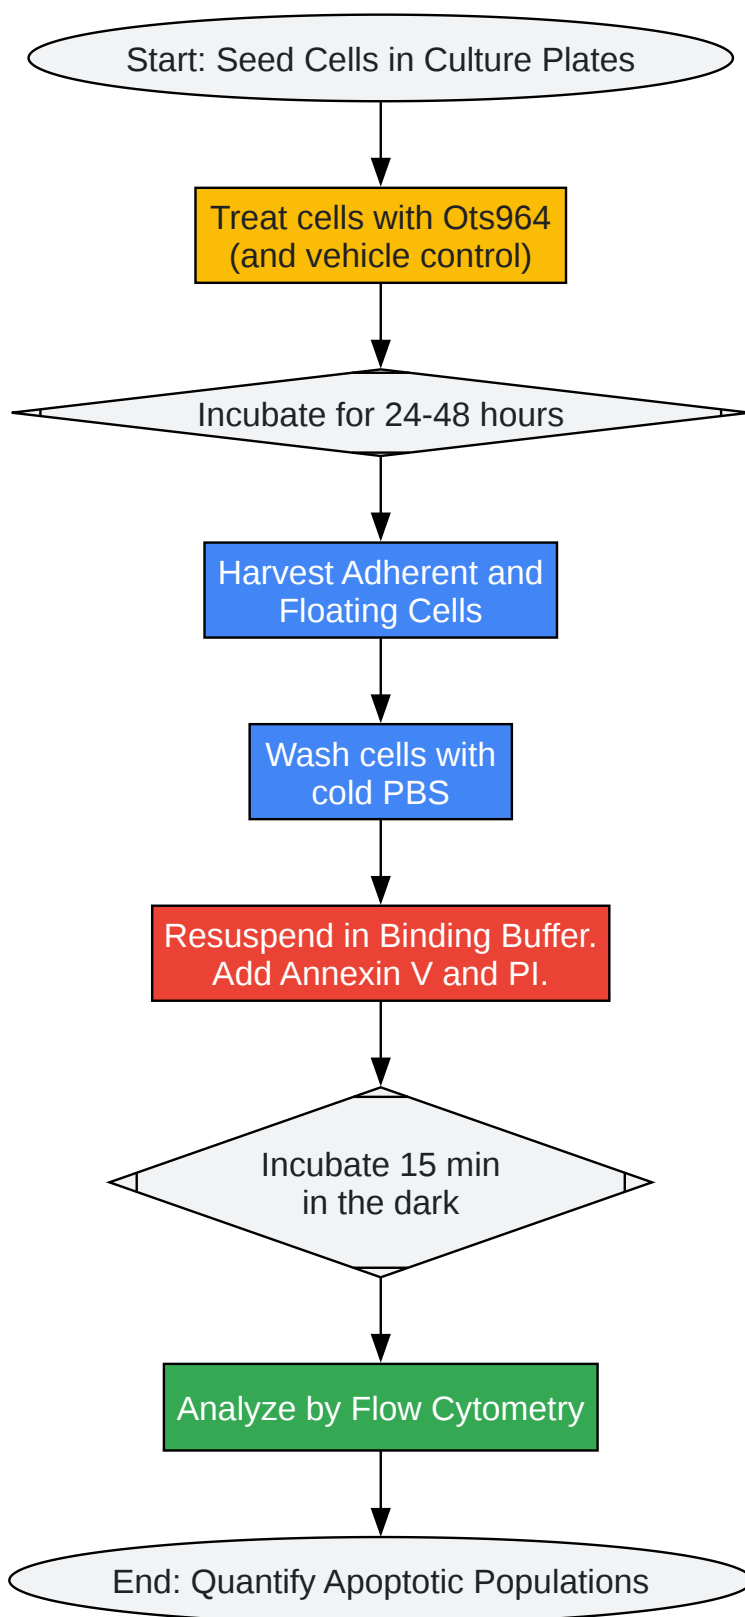 Start: Seed Cells in Culture Plates
Treat cells with Ots964
(and vehicle control)
Incubate for 24-48 hours
Harvest Adherent and
Floating Cells
Wash cells with
cold PBS
Resuspend in Binding Buffer.
Add Annexin V and PI.
Incubate 15 min
in the dark
Analyze by Flow Cytometry
End: Quantify Apoptotic Populations